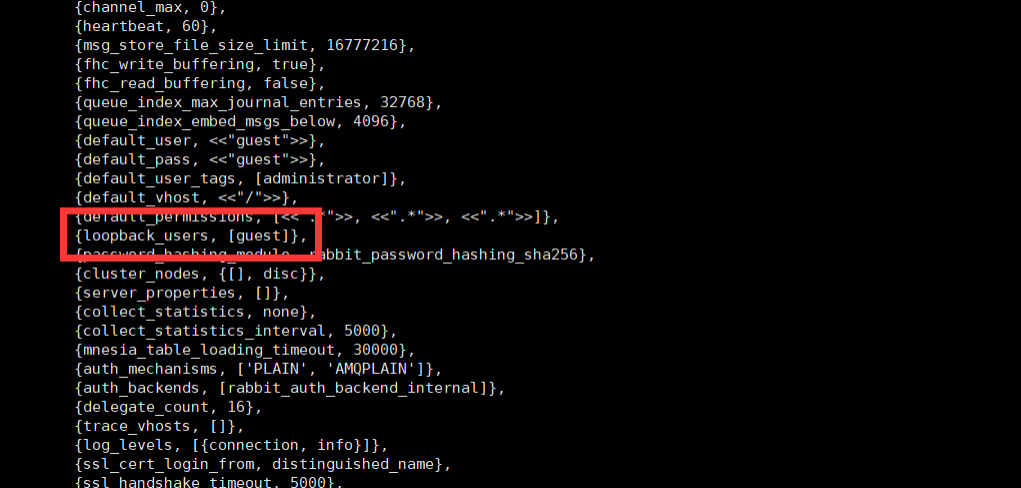 {channel_max, 0},
{heartbeat, 60},
{msg_store_file_size_limit, 16777216},
{fhc_write_buffering, true},
{fhc_read_buffering, false},
{queue_index_max_journal_entries, 32768},
{queue_index_embed_msgs_below, 4096},
{default_user, <<"guest">>},
{default_pass, <<"guest">>},
{default_user_tags, [administrator]},
{default_vhost, <<"/">>},
{default_permissions, [<<".*">>, <<".*">>, <<".*">>]},
{loopback_users, [guest]},
{password_hashing_module, rabbit_password_hashing_sha256},
{cluster_nodes, {[], disc}},
{server_properties, []},
{collect_statistics, none},
{collect_statistics_interval, 5000},
{mnesia_table_loading_timeout, 30000},
{auth_mechanisms, ['PLAIN', 'AMQPLAIN']},
{auth_backends, [rabbit_auth_backend_internal]},
{delegate_count, 16},
{trace_vhosts, []},
{log_levels, [{connection, info}]},
{ssl_cert_login_from, distinguished_name},
{ssl_handshake_timeout, 5000},